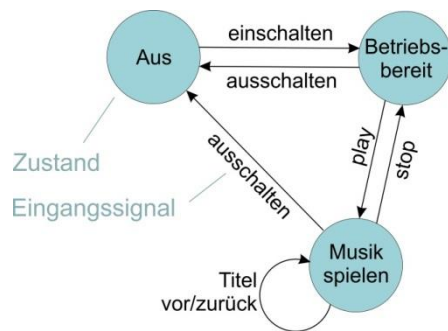 Aus
einschalten
ausschalten
Betriebs-
bereit
Zustand
Eingangssignal
ausschalten
play
stop
Musik
spielen
Titel
vor/zurück